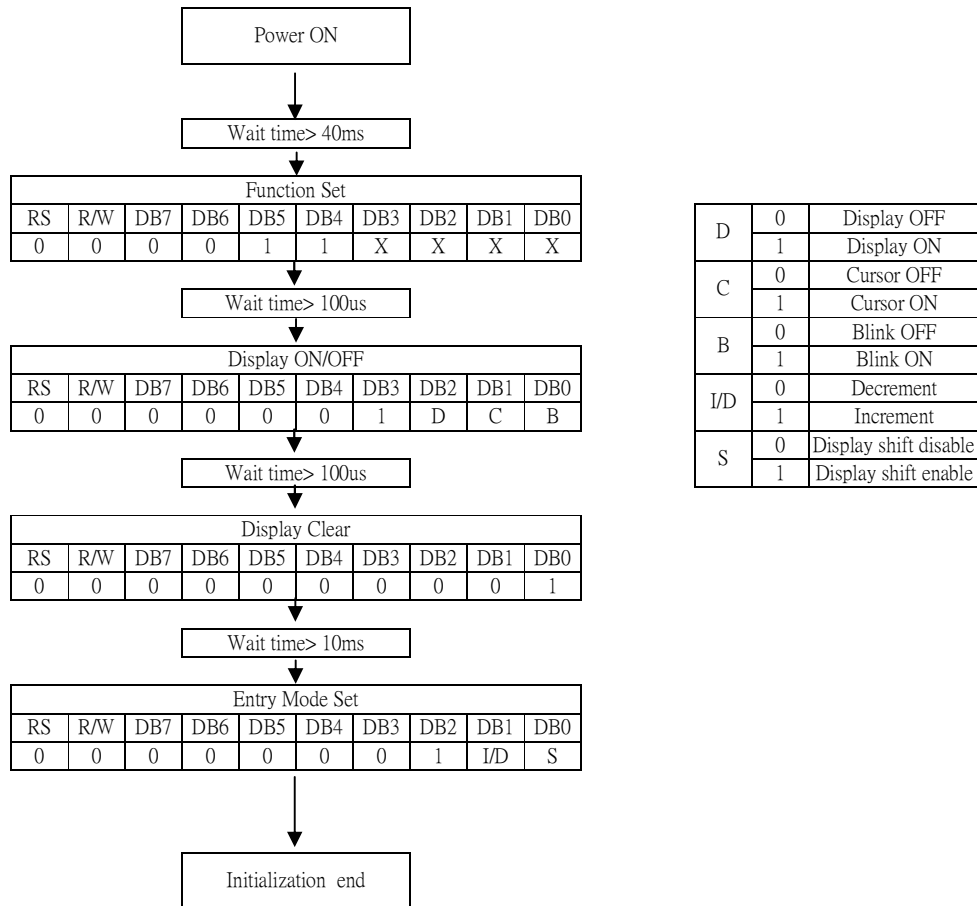 Power ON
Wait time> 40ms
Function Set
RS R/W DB7 DB6 DB5 DB4 DB3 DB2 DB1 DB0
0 0 0 0 1 1 X X X X
Wait time> 100us
Display ON/OFF
RS R/W DB7 DB6 DB5 DB4 DB3 DB2 DB1 DB0
0 0 0 0 0 0 1 D C B
Wait time> 100us
Display Clear
RS R/W DB7 DB6 DB5 DB4 DB3 DB2 DB1 DB0
0 0 0 0 0 0 0 0 0 1
Wait time> 10ms
Entry Mode Set
RS R/W DB7 DB6 DB5 DB4 DB3 DB2 DB1 DB0
0 0 0 0 0 0 0 1 I/D S
Initialization end
D 0 Display OFF
1 Display ON
C 0 Cursor OFF
1 Cursor ON
B 0 Blink OFF
1 Blink ON
I/D 0 Decrement
1 Increment
S 0 Display shift disable
1 Display shift enable